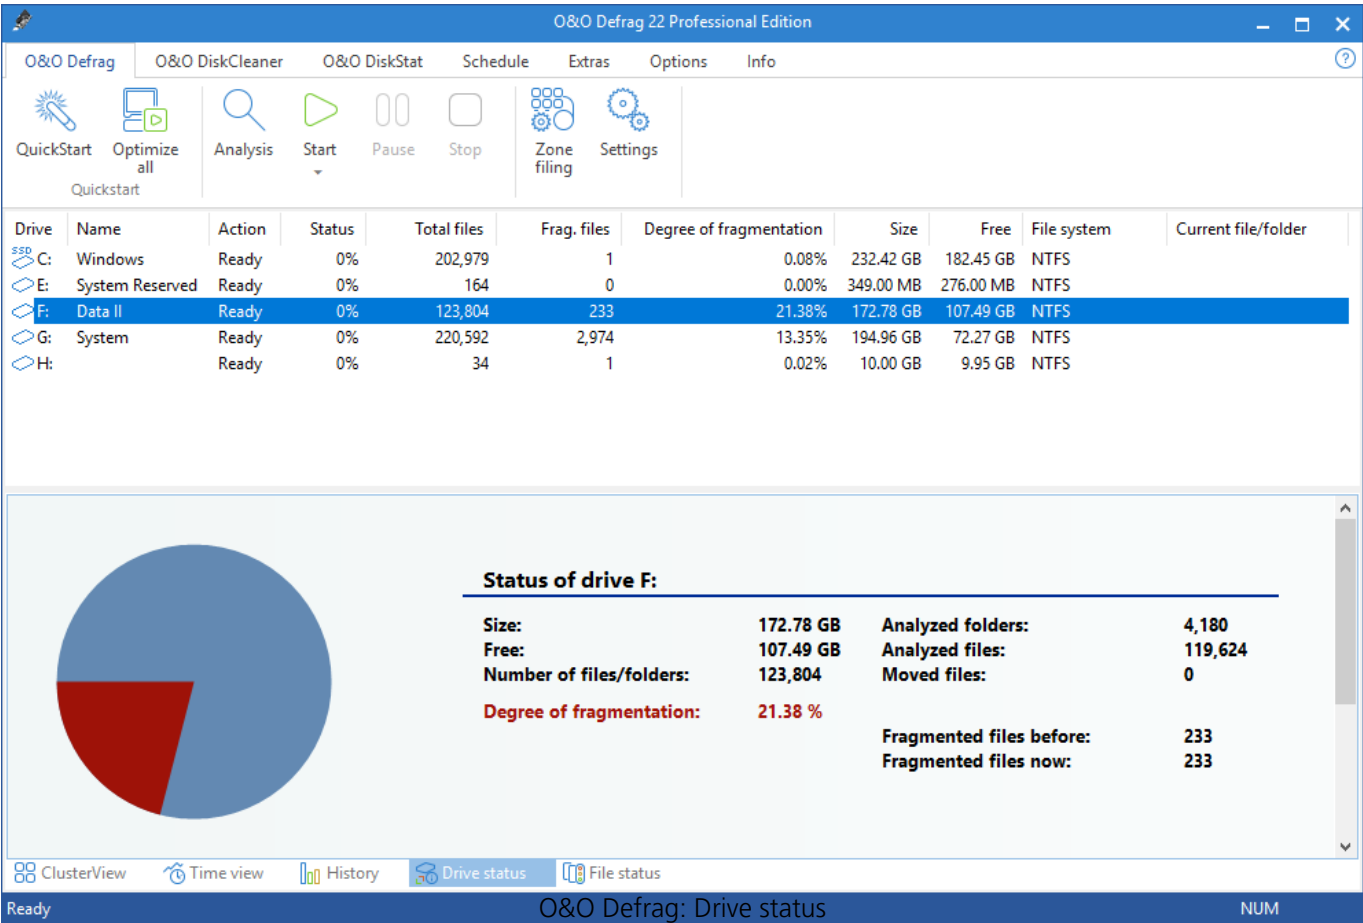 O&O Defrag 22 Professional Edition
O&O Defrag O&O DiskCleaner O&O DiskStat Schedule Extras Options Info ?
QuickStart Optimize all Analysis Start Pause Stop Zone filing Settings
Quickstart
Drive Name Action Status Total files Frag. files Degree of fragmentation Size Free File system Current file/folder
SSD C: Windows Ready 0% 202,979 1 0.08% 232.42 GB 182.45 GB NTFS
E: System Reserved Ready 0% 164 0 0.00% 349.00 MB 276.00 MB NTFS
F: Data II Ready 0% 123,804 233 21.38% 172.78 GB 107.49 GB NTFS
G: System Ready 0% 220,592 2,974 13.35% 194.96 GB 72.27 GB NTFS
H: Ready 0% 34 1 0.02% 10.00 GB 9.95 GB NTFS
Status of drive F:
Size: 172.78 GB Analyzed folders: 4,180
Free: 107.49 GB Analyzed files: 119,624
Number of files/folders: 123,804 Moved files: 0
Degree of fragmentation: 21.38 %
Fragmented files before: 233
Fragmented files now: 233
ClusterView Time view History Drive status File status
Ready O&O Defrag: Drive status NUM